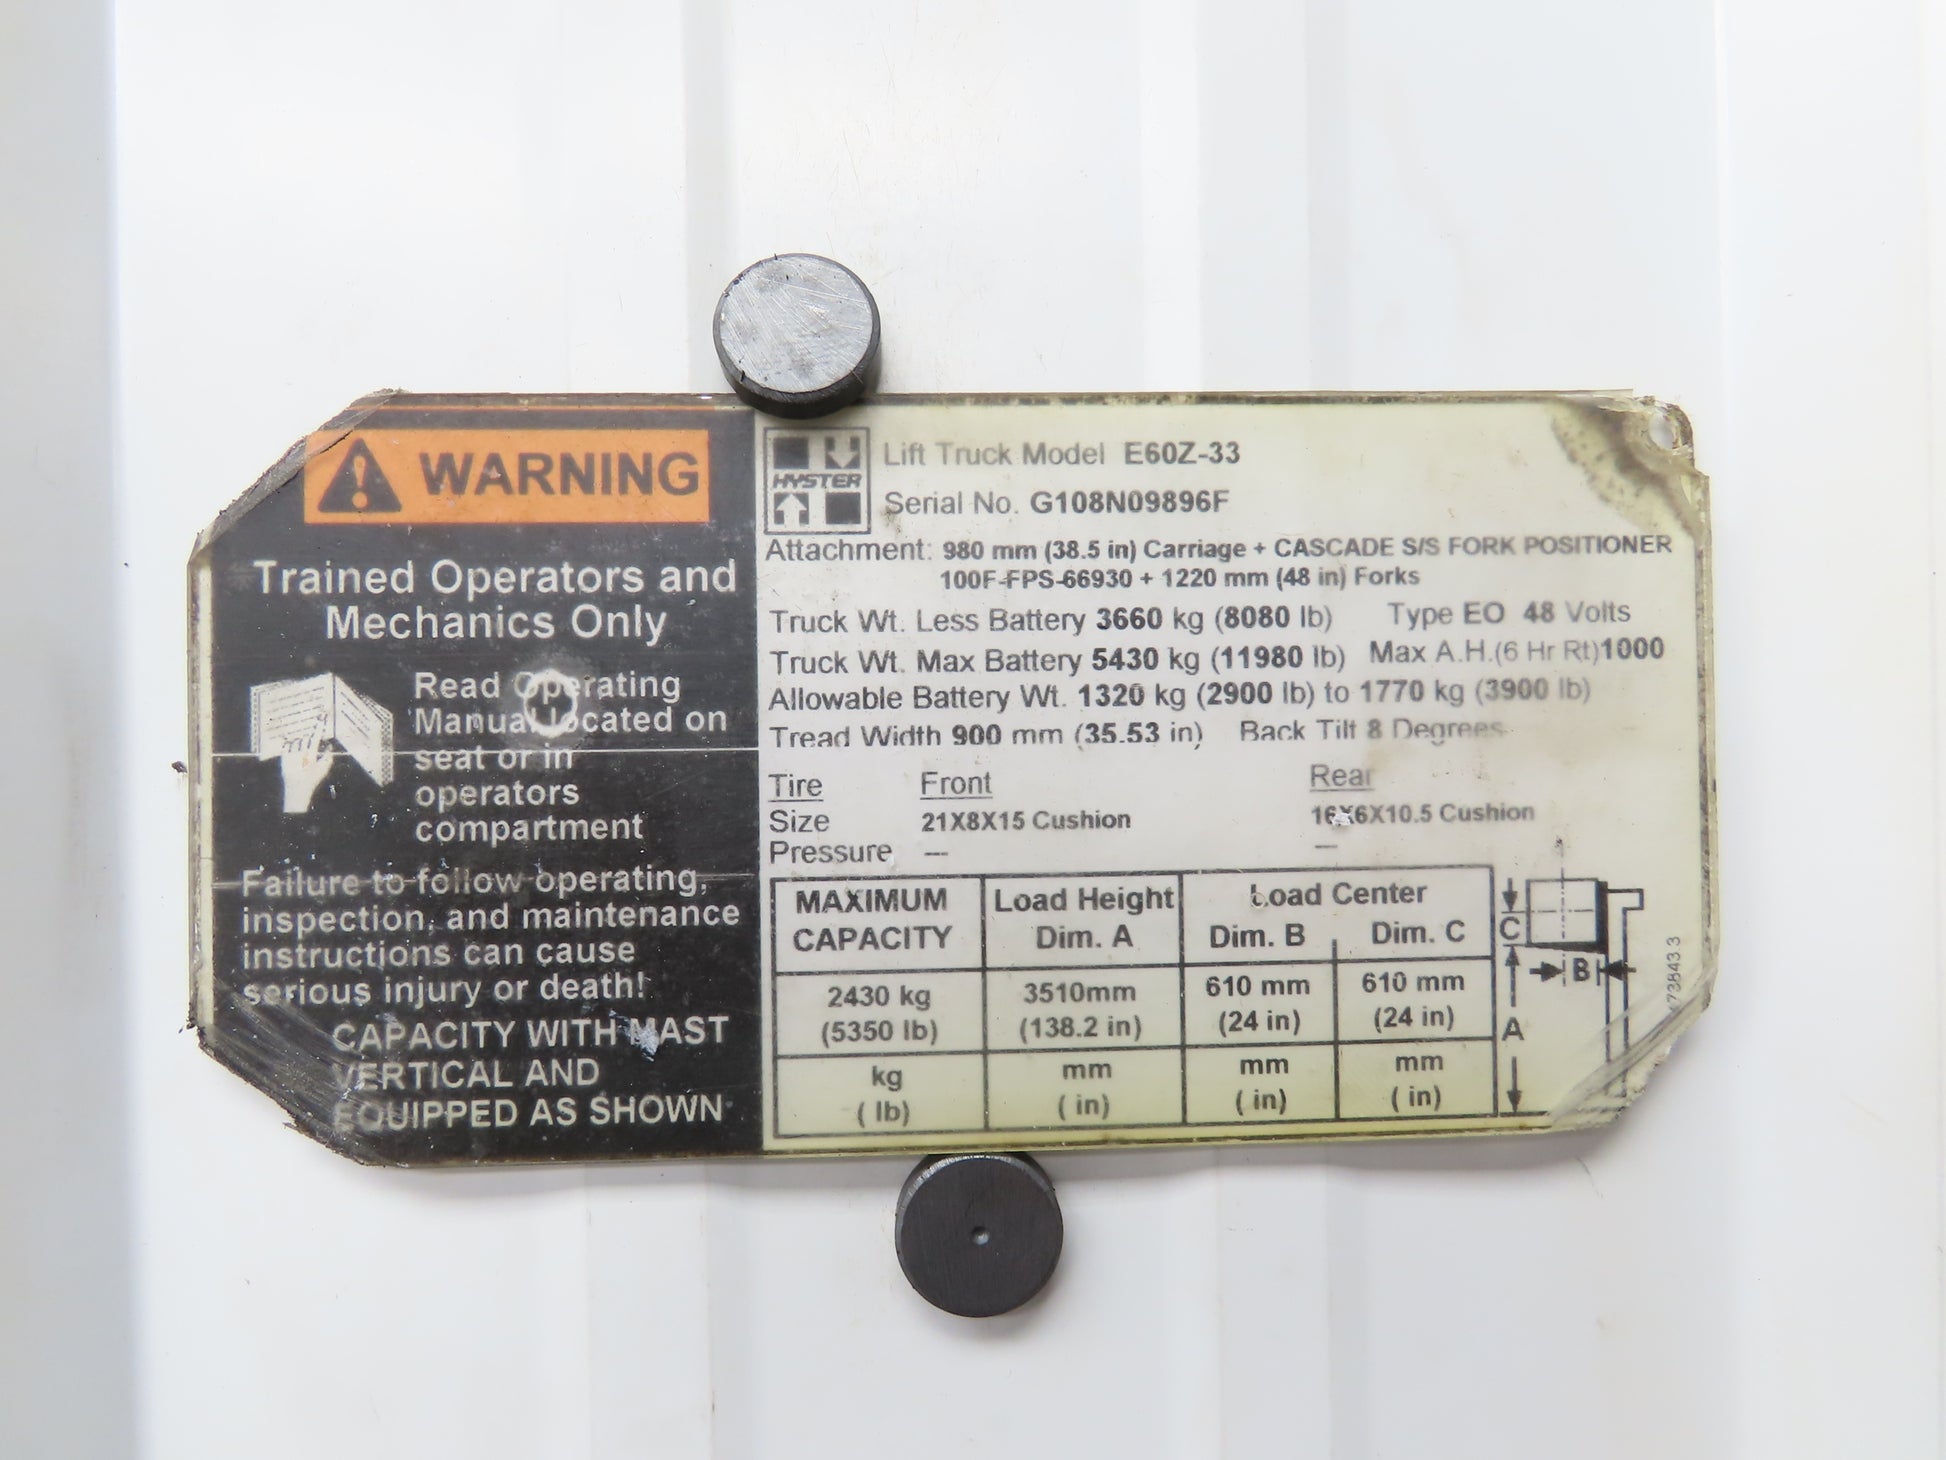 WARNING
Trained Operators and
Mechanics Only
Read Operating
Manual located on
seat or in
operators
compartment
Failure to follow operating,
inspection, and maintenance
instructions can cause
serious injury or death!
CAPACITY WITH MAST
VERTICAL AND
EQUIPPED AS SHOWN
HYSTER
Lift Truck Model E60Z-33
Serial No. G108N09896F
Attachment: 980 mm (38.5 in) Carriage + CASCADE S/S FORK POSITIONER
100F-FPS-66930 + 1220 mm (48 in) Forks
Truck Wt. Less Battery 3660 kg (8080 lb) Type EO 48 Volts
Truck Wt. Max Battery 5430 kg (11980 lb) Max A.H.(6 Hr Rt)1000
Allowable Battery Wt. 1320 kg (2900 lb) to 1770 kg (3900 lb)
Tread Width 900 mm (35.53 in) Back Tilt 8 Degrees
Tire Front Rear
Size 21X8X15 Cushion 16X6X10.5 Cushion
Pressure — —
MAXIMUM Load Height Load Center
CAPACITY Dim. A Dim. B Dim. C
2430 kg 3510mm 610 mm 610 mm
(5350 lb) (138.2 in) (24 in) (24 in)
kg mm mm mm
( lb) ( in) ( in) ( in)
C
B
A